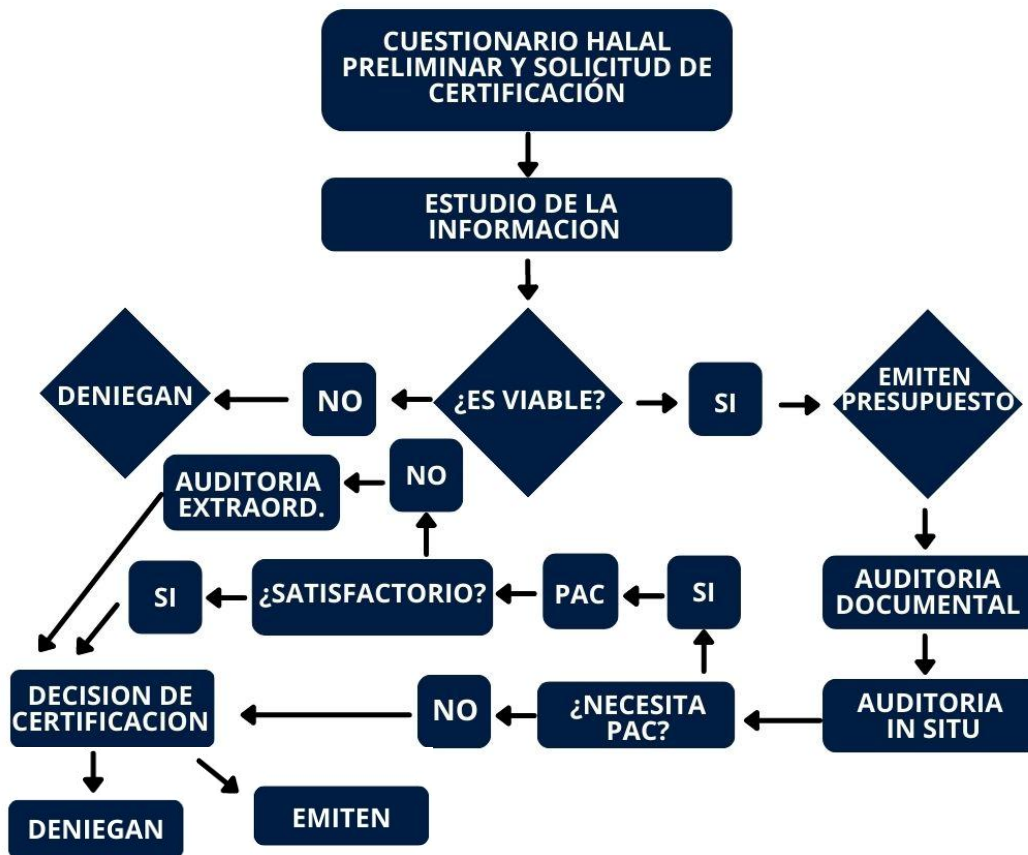 CUESTIONARIO HALAL
PRELIMINAR Y SOLICITUD DE
CERTIFICACIÓN
ESTUDIO DE LA
INFORMACION
DENIEGAN
NO
¿ES VIABLE?
SI
EMITEN
PRESUPUESTO
AUDITORIA
EXTRAORD.
NO
SI
¿SATISFACTORIO?
PAC
SI
AUDITORIA
DOCUMENTAL
DECISION DE
CERTIFICACION
NO
¿NECESITA
PAC?
AUDITORIA
IN SITU
DENIEGAN
EMITEN